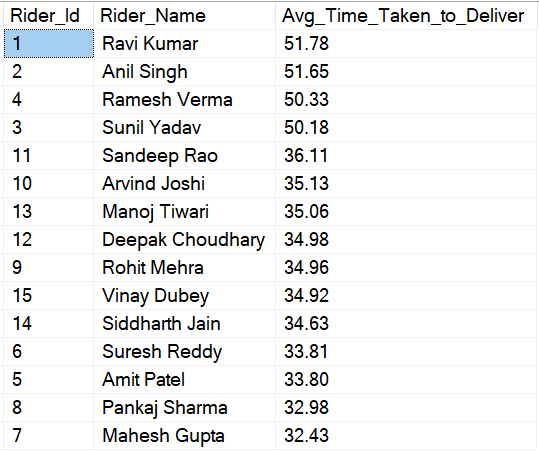 Rider_Id Rider_Name Avg_Time_Taken_to_Deliver
1 Ravi Kumar 51.78
2 Anil Singh 51.65
4 Ramesh Verma 50.33
3 Sunil Yadav 50.18
11 Sandeep Rao 36.11
10 Arvind Joshi 35.13
13 Manoj Tiwari 35.06
12 Deepak Choudhary 34.98
9 Rohit Mehra 34.96
15 Vinay Dubey 34.92
14 Siddharth Jain 34.63
6 Suresh Reddy 33.81
5 Amit Patel 33.80
8 Pankaj Sharma 32.98
7 Mahesh Gupta 32.43